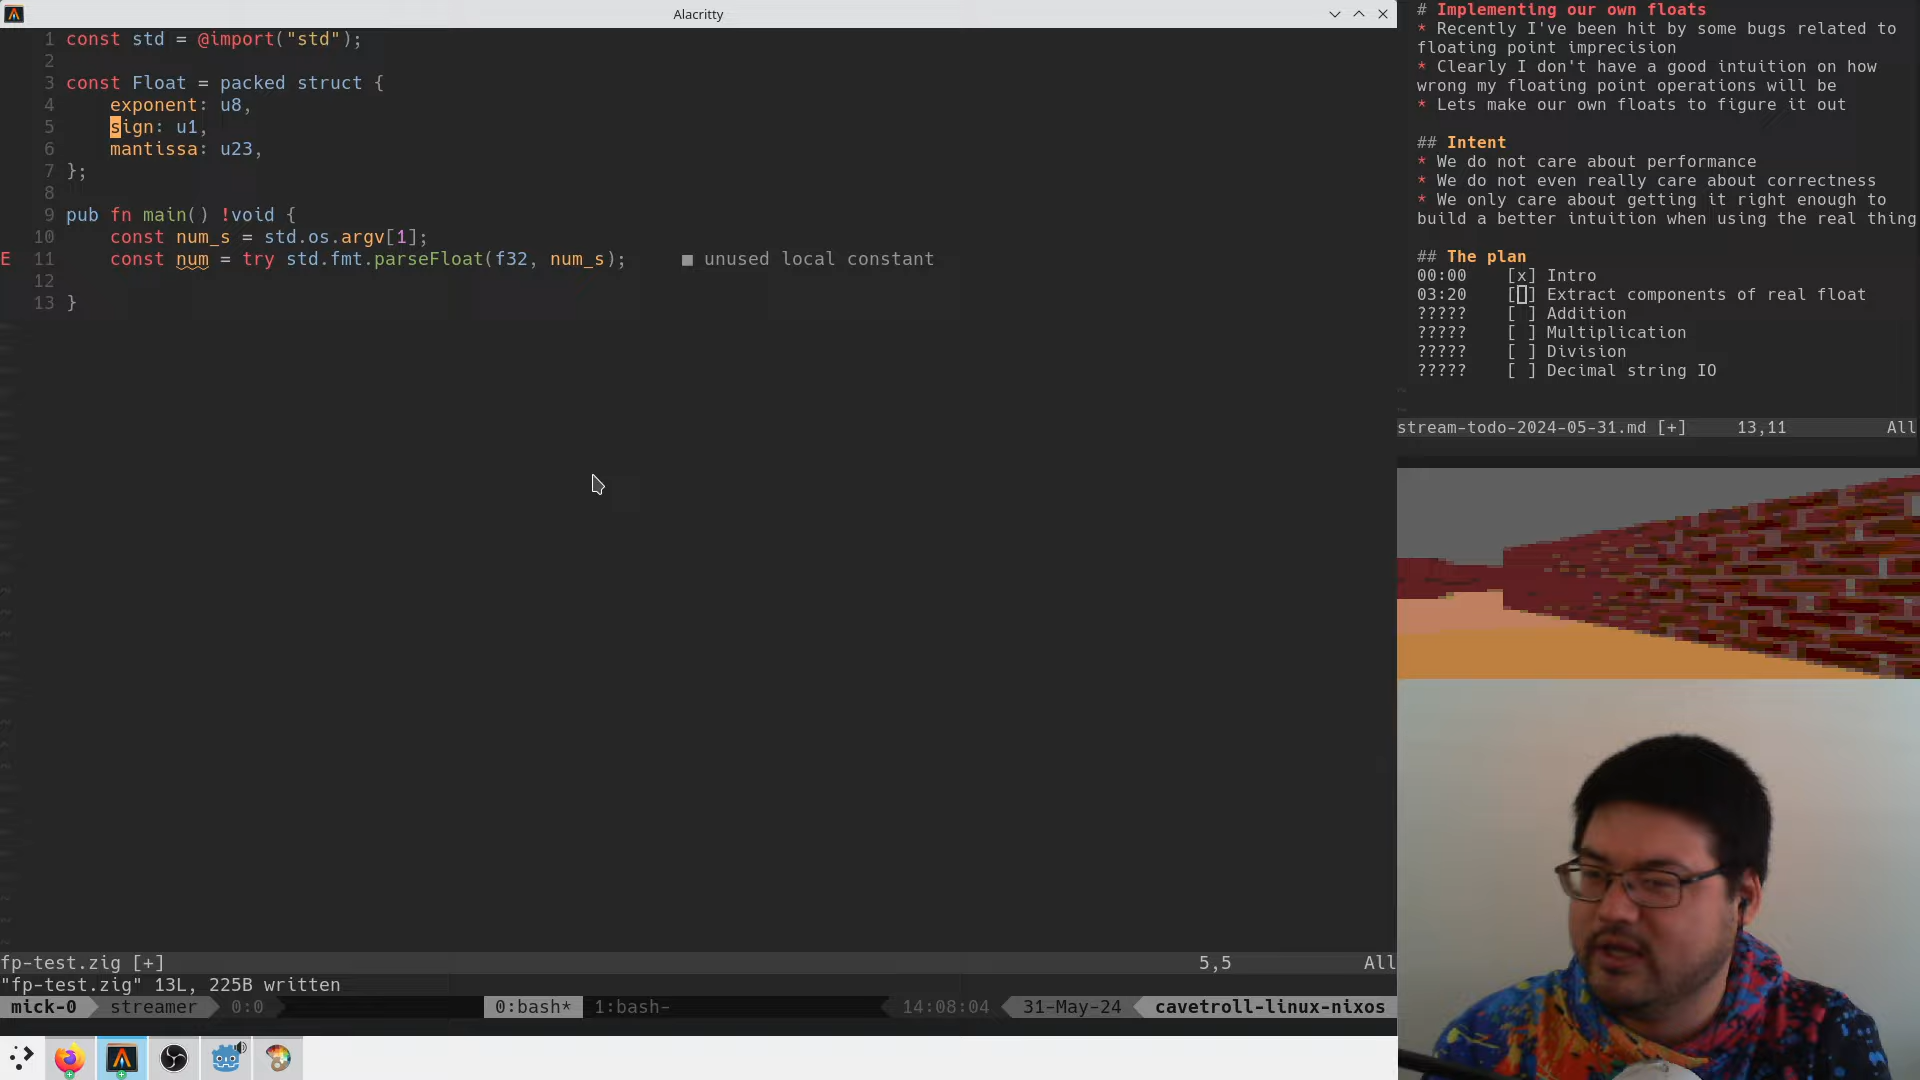 Alacritty
1 const std = @import("std");
2
3 const Float = packed struct {
4 exponent: u8,
5 sign: u1,
6 mantissa: u23,
7 };
8
9 pub fn main() !void {
10 const num_s = std.os.argv[1];
E 11 const num = try std.fmt.parseFloat(f32, num_s); ■ unused local constant
12
13 }
~
~
~
~
~
~
~
~
fp-test.zig [+] 5,5 All
"fp-test.zig" 13L, 225B written
mick-0 streamer 0:0 0:bash* 1:bash- 14:08:04 31-May-24 cavetroll-linux-nixos
# Implementing our own floats
* Recently I've been hit by some bugs related to
floating point imprecision
* Clearly I don't have a good intuition on how
wrong my floating point operations will be
* Lets make our own floats to figure it out
## Intent
* We do not care about performance
* We do not even really care about correctness
* We only care about getting it right enough to
build a better intuition when using the real thing
## The plan
00:00 [x] Intro
03:20 [ ] Extract components of real float
????? [ ] Addition
????? [ ] Multiplication
????? [ ] Division
????? [ ] Decimal string IO
~
~
stream-todo-2024-05-31.md [+] 13,11 All